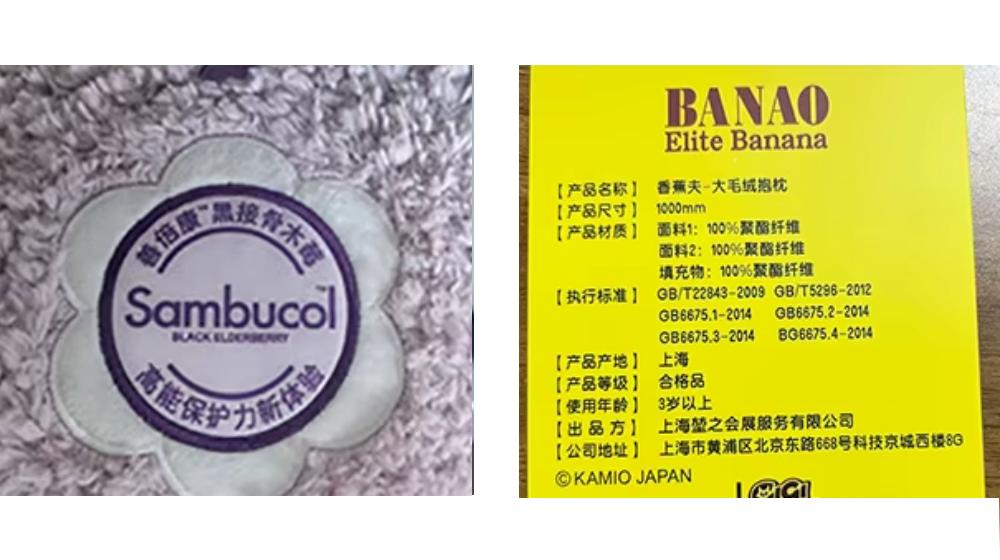 普倍康™黑接骨木莓
Sambucol™
BLACK ELDERBERRY
高能保护力新体验
BANAO
Elite Banana
【产品名称】 香蕉夫-大毛绒抱枕
【产品尺寸】 1000mm
【产品材质】 面料1：100%聚酯纤维
面料2：100%聚酯纤维
填充物：100%聚酯纤维
【执行标准】 GB/T22843-2009 GB/T5296-2012
GB6675.1-2014 GB6675.2-2014
GB6675.3-2014 BG6675.4-2014
【产品产地】 上海
【产品等级】 合格品
【使用年龄】 3岁以上
【出 品 方】 上海堃之会展服务有限公司
【公司地址】 上海市黄浦区北京东路668号科技京城西楼8G
©KAMIO JAPAN